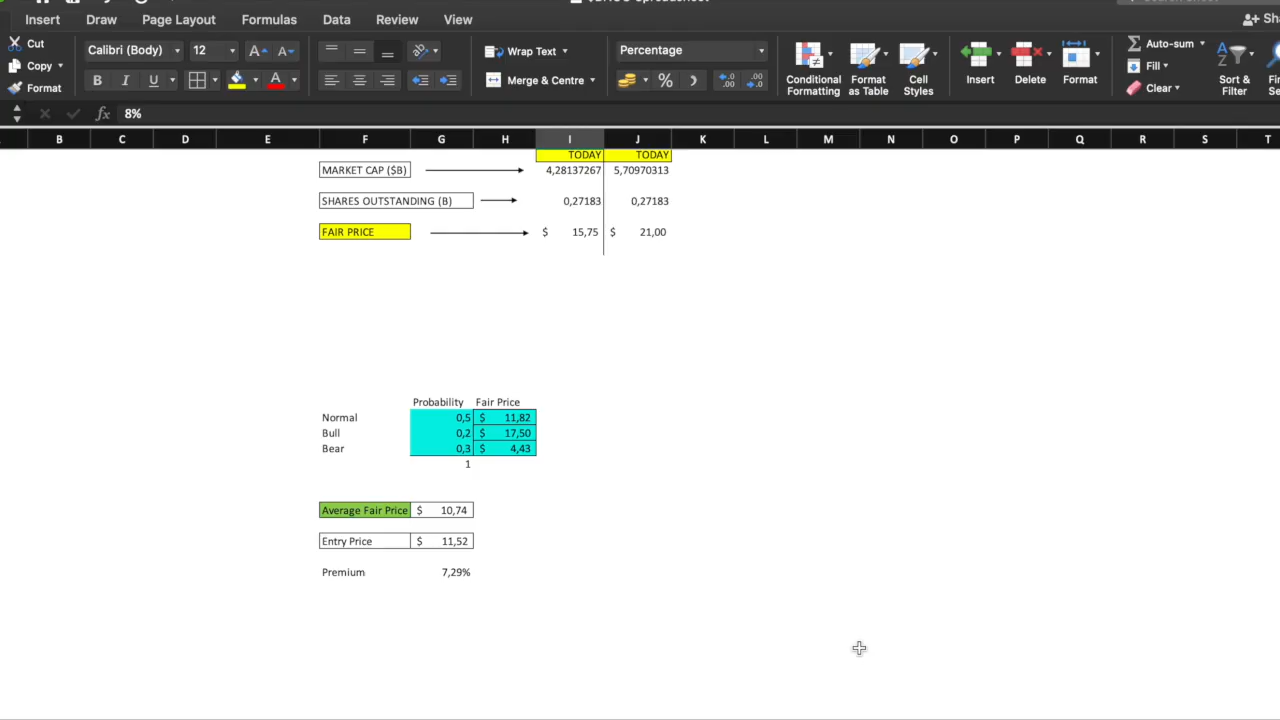 Insert Draw Page Layout Formulas Data Review View
Cut
Copy
Format
Calibri (Body) 12 A A
B I U A
Wrap Text
Merge & Centre
Percentage
%
Conditional Formatting
Format as Table
Cell Styles
Insert
Delete
Format
Auto-sum
Fill
Clear
Sort & Filter
fx 8%
B C D E F G H I J K L M N O P Q R S T
TODAY TODAY
MARKET CAP ($B) 4,28137267 5,70970313
SHARES OUTSTANDING (B) 0,27183 0,27183
FAIR PRICE $ 15,75 $ 21,00
Probability Fair Price
Normal 0,5 $ 11,82
Bull 0,2 $ 17,50
Bear 0,3 $ 4,43
1
Average Fair Price $ 10,74
Entry Price $ 11,52
Premium 7,29%